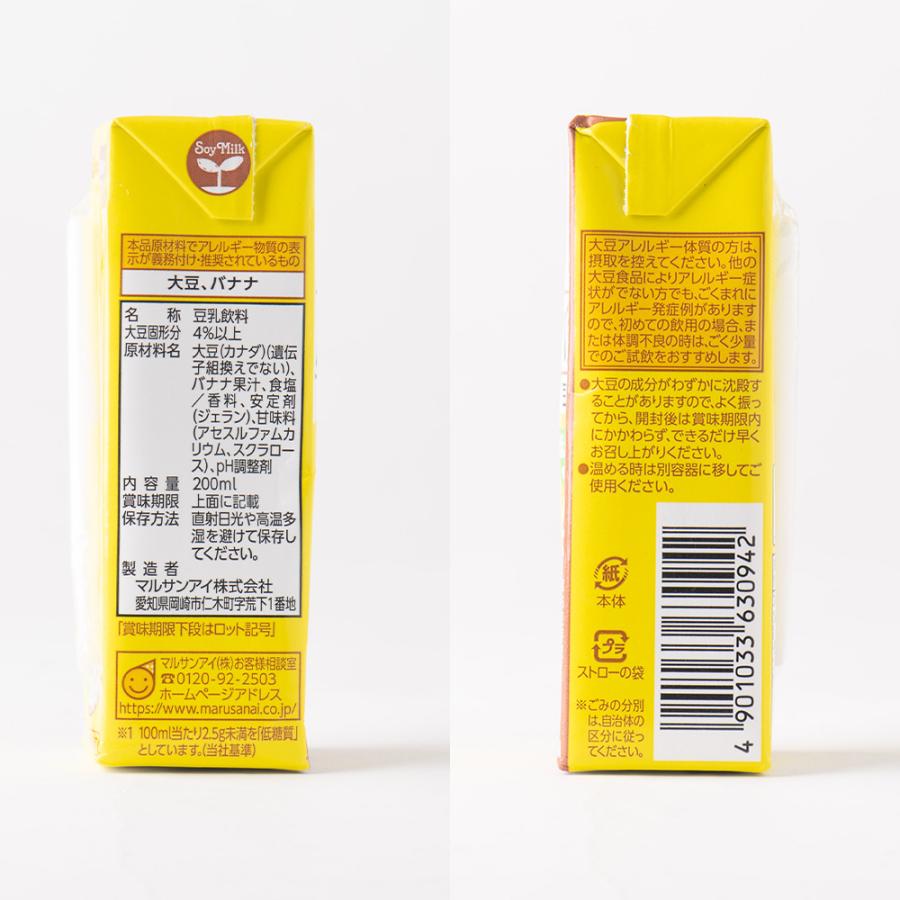 Soy Milk
本品原材料でアレルギー物質の表
示が義務付け・推奨されているもの
大豆、バナナ
名称 豆乳飲料
大豆固形分 4%以上
原材料名 大豆(カナダ)(遺伝
子組換えでない)、
バナナ果汁、食塩
/香料、安定剤
(ジェラン)、甘味料
(アセスルファムカ
リウム、スクラロー
ス)、pH調整剤
内容量 200ml
賞味期限 上面に記載
保存方法 直射日光や高温多
湿を避けて保存し
てください。
製造者
マルサンアイ株式会社
愛知県岡崎市仁木町字荒下1番地
「賞味期限下段はロット記号」
マルサンアイ(株)お客様相談室
☎0120-92-2503
ホームページアドレス
https://www.marusanai.co.jp/
※1 100ml当たり2.5g未満を「低糖質」
としています。(当社基準)
大豆アレルギー体質の方は、
摂取を控えてください。他の
大豆食品によりアレルギー症
状がでない方でも、ごくまれに
アレルギー発症例があります
ので、初めての飲用の場合、ま
たは体調不良の時は、ごく少量
でのご試飲をおすすめします。
●大豆の成分がわずかに沈殿す
ることがありますので、よく振っ
てから、開封後は賞味期限内
にかかわらず、できるだけ早く
お召し上がりください。
●温める時は別容器に移してご
使用ください。
紙
本体
プラ
ストローの袋
※ごみの分別
は、自治体の
区分に従っ
てください。
4 901033 630942